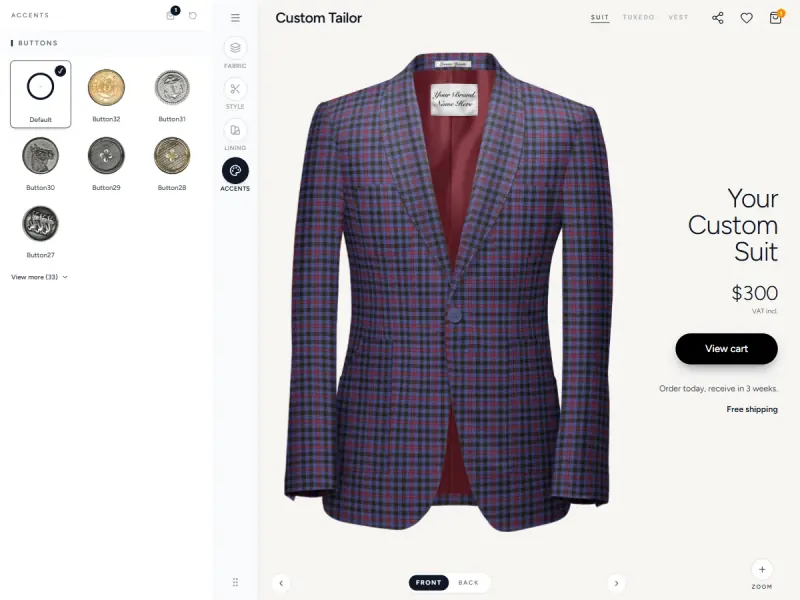 ACCENTS
1
BUTTONS
Default
Button32
Button31
Button30
Button29
Button28
Button27
View more (33)
FABRIC
STYLE
LINING
ACCENTS
Custom Tailor
SUIT
TUXEDO
VEST
1
Your Brand
Name Here
Your
Custom
Suit
$300
VAT incl.
View cart
Order today, receive in 3 weeks.
Free shipping
FRONT
BACK
ZOOM